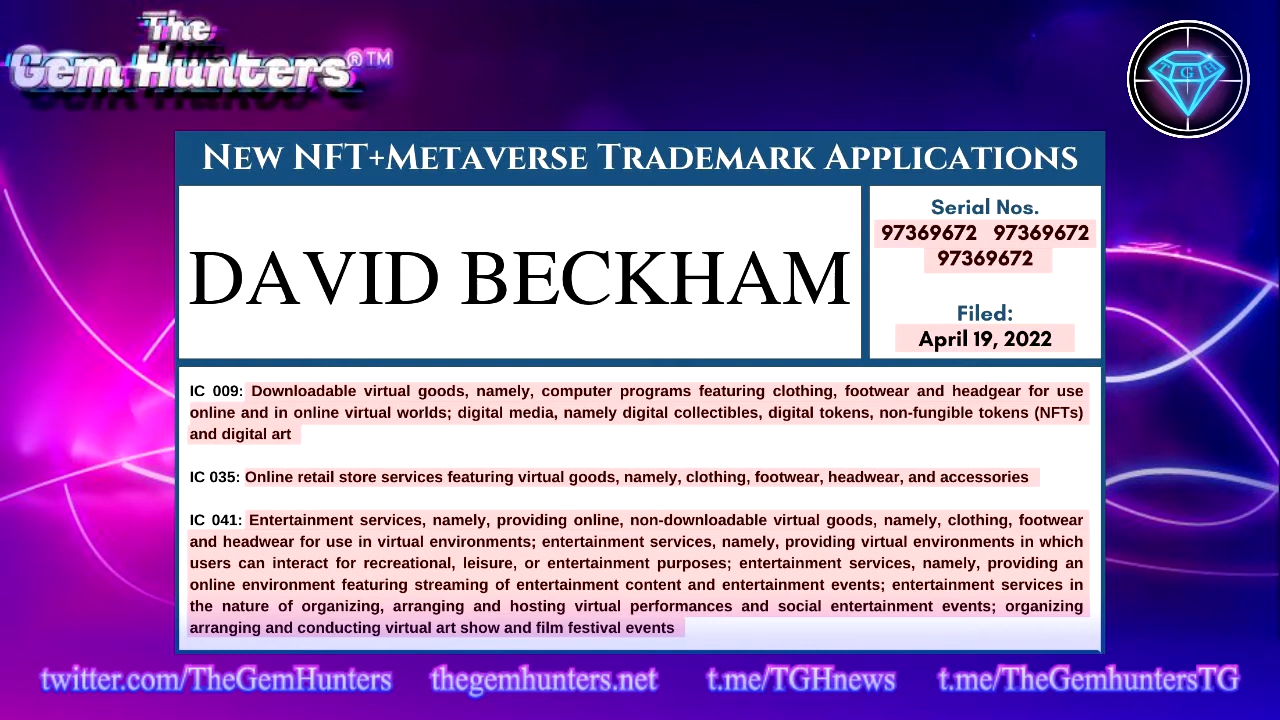 The
Gem Hunters®™
T G H
New NFT+Metaverse Trademark Applications
DAVID BECKHAM
Serial Nos.
97369672 97369672
97369672
Filed:
April 19, 2022
IC 009: Downloadable virtual goods, namely, computer programs featuring clothing, footwear and headgear for use
online and in online virtual worlds; digital media, namely digital collectibles, digital tokens, non-fungible tokens (NFTs)
and digital art
IC 035: Online retail store services featuring virtual goods, namely, clothing, footwear, headwear, and accessories
IC 041: Entertainment services, namely, providing online, non-downloadable virtual goods, namely, clothing, footwear
and headwear for use in virtual environments; entertainment services, namely, providing virtual environments in which
users can interact for recreational, leisure, or entertainment purposes; entertainment services, namely, providing an
online environment featuring streaming of entertainment content and entertainment events; entertainment services in
the nature of organizing, arranging and hosting virtual performances and social entertainment events; organizing
arranging and conducting virtual art show and film festival events
twitter.com/TheGemHunters thegemhunters.net t.me/TGHnews t.me/TheGemhuntersTG